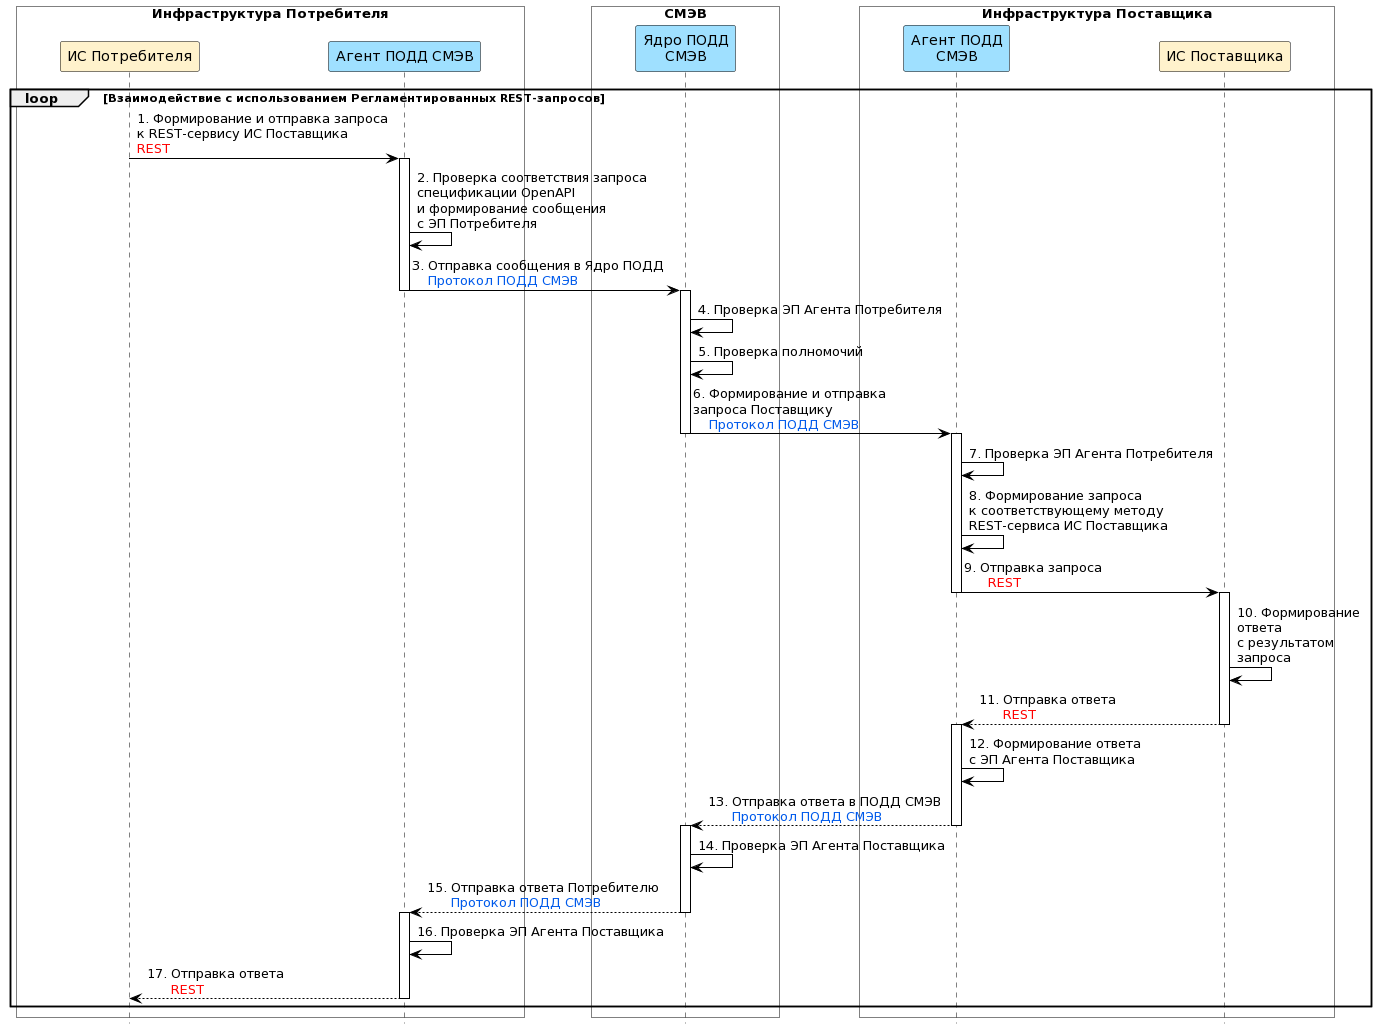 Инфраструктура Потребителя
СМЭВ
Инфраструктура Поставщика
ИС Потребителя
Агент ПОДД СМЭВ
Ядро ПОДД
СМЭВ
Агент ПОДД
СМЭВ
ИС Поставщика
loop
[Взаимодействие с использованием Регламентированных REST-запросов]
1. Формирование и отправка запроса
к REST-сервису ИС Поставщика
REST
2. Проверка соответствия запроса
спецификации OpenAPI
и формирование сообщения
с ЭП Потребителя
3. Отправка сообщения в Ядро ПОДД
Протокол ПОДД СМЭВ
4. Проверка ЭП Агента Потребителя
5. Проверка полномочий
6. Формирование и отправка
запроса Поставщику
Протокол ПОДД СМЭВ
7. Проверка ЭП Агента Потребителя
8. Формирование запроса
к соответствующему методу
REST-сервиса ИС Поставщика
9. Отправка запроса
REST
10. Формирование
ответа
с результатом
запроса
11. Отправка ответа
REST
12. Формирование ответа
с ЭП Агента Поставщика
13. Отправка ответа в ПОДД СМЭВ
Протокол ПОДД СМЭВ
14. Проверка ЭП Агента Поставщика
15. Отправка ответа Потребителю
Протокол ПОДД СМЭВ
16. Проверка ЭП Агента Поставщика
17. Отправка ответа
REST